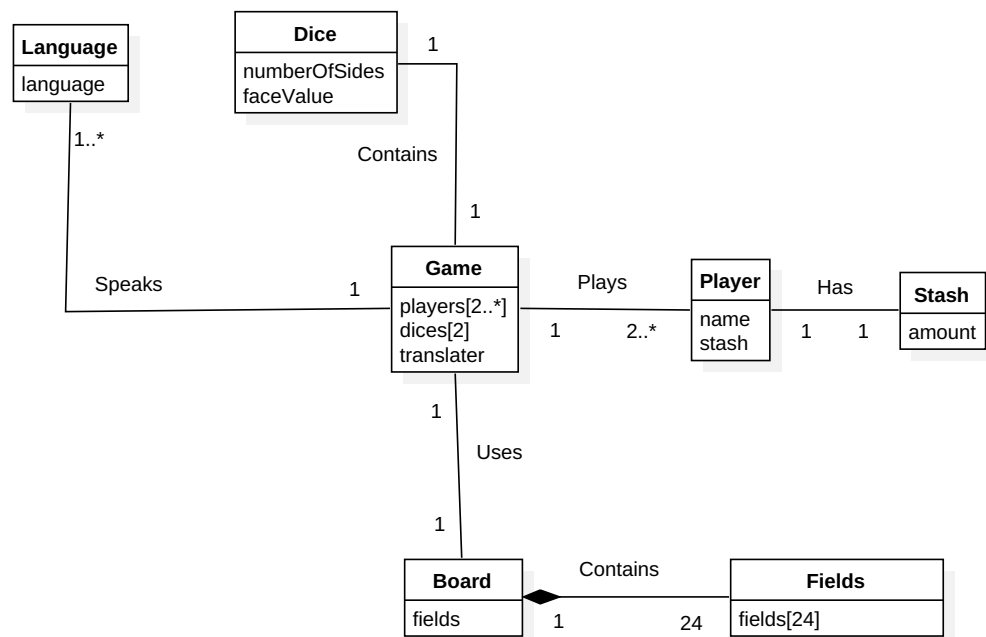 Language
language
1..*
Dice
numberOfSides
faceValue
1
Contains
1
Speaks
1
Game
players[2..*]
dices[2]
translater
Plays
1
2..*
Player
name
stash
Has
1
1
Stash
amount
1
Uses
1
Board
fields
Contains
1
24
Fields
fields[24]